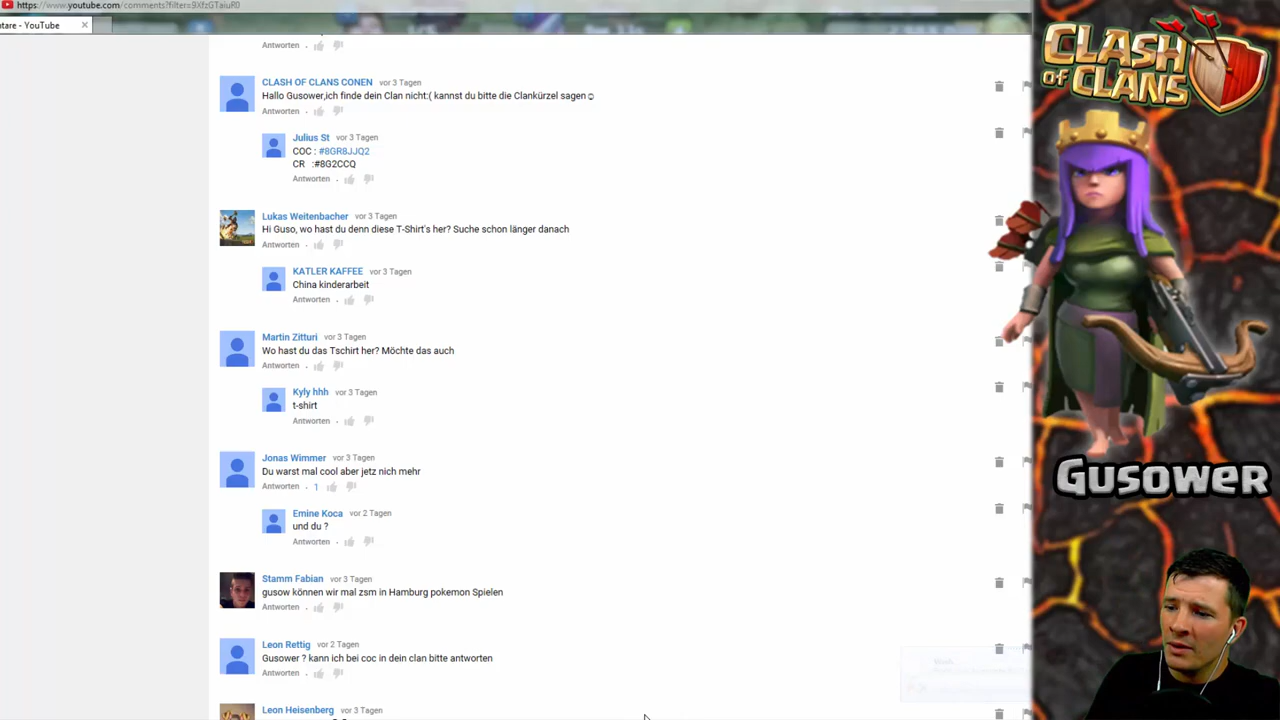 https://www.youtube.com/comments?filter=9XfzGTaiuR0
ntare - YouTube
Antworten
CLASH OF CLANS CONEN vor 3 Tagen
Hallo Gusower,ich finde dein Clan nicht:( kannst du bitte die Clankürzel sagen☺
Antworten
Julius St vor 3 Tagen
COC : #8GR8JJQ2
CR :#8G2CCQ
Antworten
Lukas Weitenbacher vor 3 Tagen
Hi Guso, wo hast du denn diese T-Shirt's her? Suche schon länger danach
Antworten
KATLER KAFFEE vor 3 Tagen
China kinderarbeit
Antworten
Martin Zitturi vor 3 Tagen
Wo hast du das Tschirt her? Möchte das auch
Antworten
Kyly hhh vor 3 Tagen
t-shirt
Antworten
Jonas Wimmer vor 3 Tagen
Du warst mal cool aber jetz nich mehr
Antworten 1
Emine Koca vor 2 Tagen
und du ?
Antworten
Stamm Fabian vor 3 Tagen
gusow können wir mal zsm in Hamburg pokemon Spielen
Antworten
Leon Rettig vor 2 Tagen
Gusower ? kann ich bei coc in dein clan bitte antworten
Antworten
Leon Heisenberg vor 3 Tagen
CLASH
OF CLANS
GUSOWER